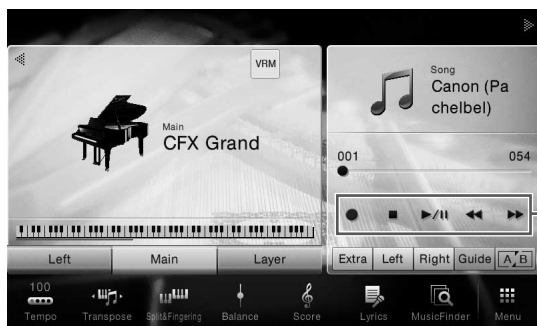 VRM
Main
CFX Grand
Left
Main
Layer
Song
Canon (Pa
chelbel)
001
054
Extra
Left
Right
Guide
A B
100
Tempo
Transpose
Split&Fingering
Balance
Score
Lyrics
MusicFinder
Menu